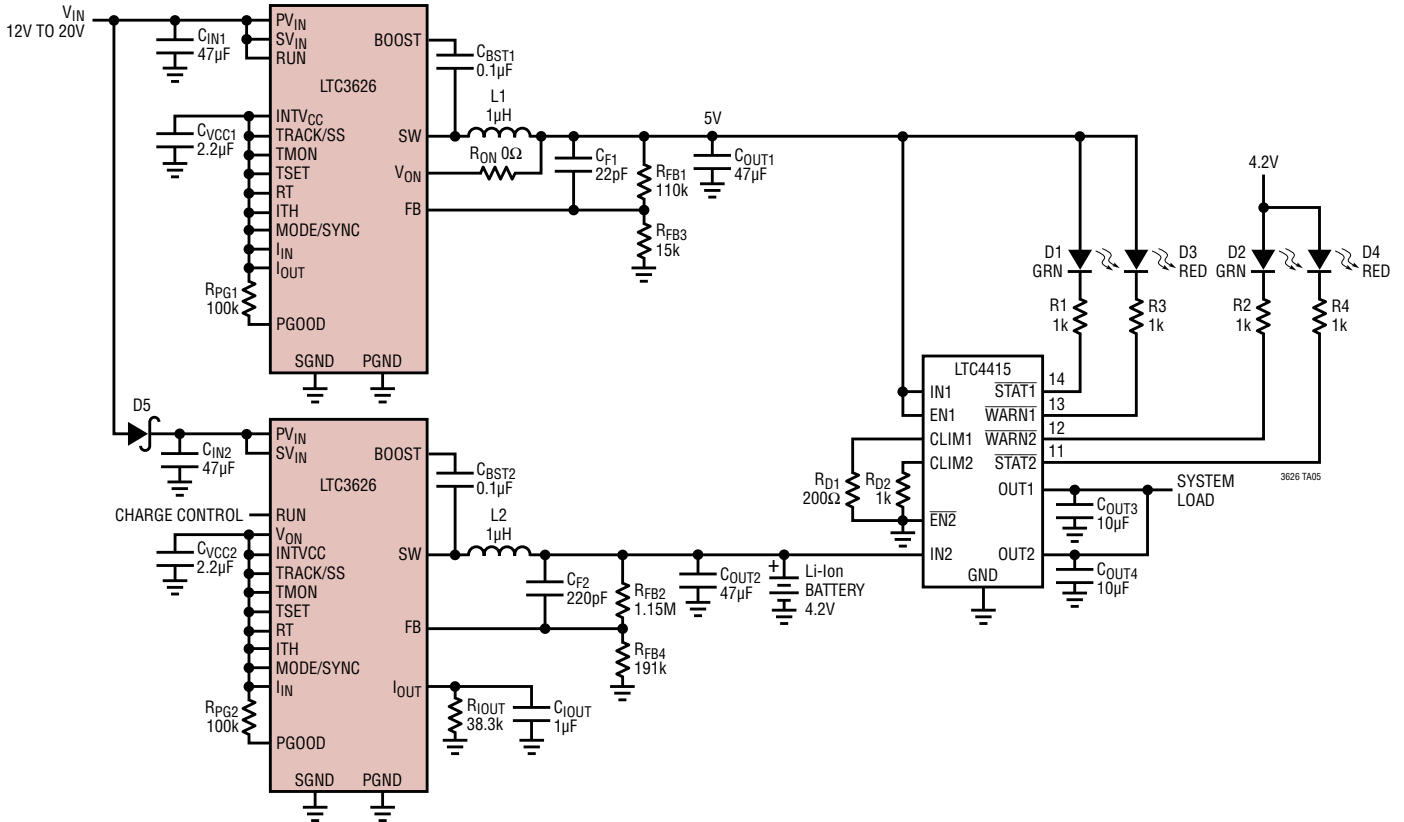 VIN
12V TO 20V
CIN1
47µF
PVIN
SVIN
RUN
BOOST
LTC3626
CBST1
0.1µF
L1
1µH
CVCC1
2.2µF
INTVCC
TRACK/SS
TMON
TSET
RT
ITH
MODE/SYNC
IIN
IOUT
RPG1
100k
PGOOD
SGND
PGND
SW
VON
FB
RON 0Ω
CF1
22pF
RFB1
110k
RFB3
15k
5V
COUT1
47µF
4.2V
D1
GRN
D3
RED
D2
GRN
D4
RED
R1
1k
R3
1k
R2
1k
R4
1k
LTC4415
IN1
EN1
CLIM1
CLIM2
EN2
IN2
STAT1
WARN1
WARN2
STAT2
OUT1
OUT2
GND
14
13
12
11
RD1
200Ω
RD2
1k
3626 TA05
SYSTEM
LOAD
COUT3
10µF
COUT4
10µF
D5
CIN2
47µF
PVIN
SVIN
BOOST
LTC3626
CBST2
0.1µF
L2
1µH
CHARGE CONTROL
RUN
CVCC2
2.2µF
VON
INTVCC
TRACK/SS
TMON
TSET
RT
ITH
MODE/SYNC
IIN
RPG2
100k
PGOOD
SGND
PGND
SW
FB
IOUT
CF2
220pF
RFB2
1.15M
RFB4
191k
COUT2
47µF
+
Li-Ion
BATTERY
4.2V
RIOUT
38.3k
CIOUT
1µF